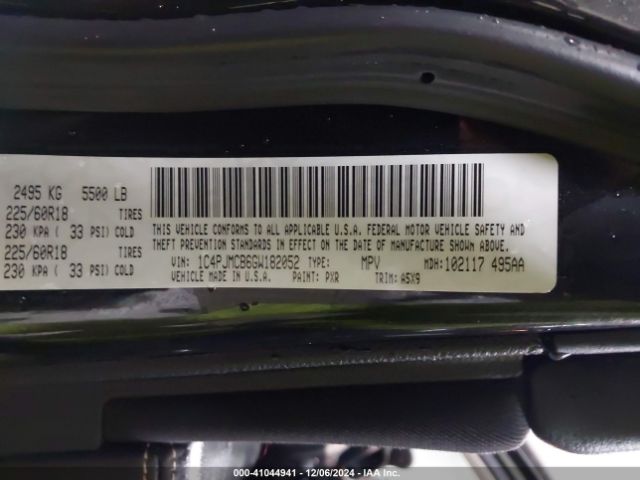 2495 KG 5500 LB
225/60R18 TIRES
230 KPA ( 33 PSI) COLD
225/60R18 TIRES
230 KPA ( 33 PSI) COLD
THIS VEHICLE CONFORMS TO ALL APPLICABLE U.S.A. FEDERAL MOTOR VEHICLE SAFETY AND
THEFT PREVENTION STANDARDS IN EFFECT ON THE DATE OF MANUFACTURE SHOWN ABOVE.
VIN: 1C4PJMCB6GW182052 TYPE: MPV MDH: 102117 495AA
VEHICLE MADE IN U.S.A. PAINT: PXR TRIM: A5X9
000-41044941 - 12/06/2024 - IAA Inc.